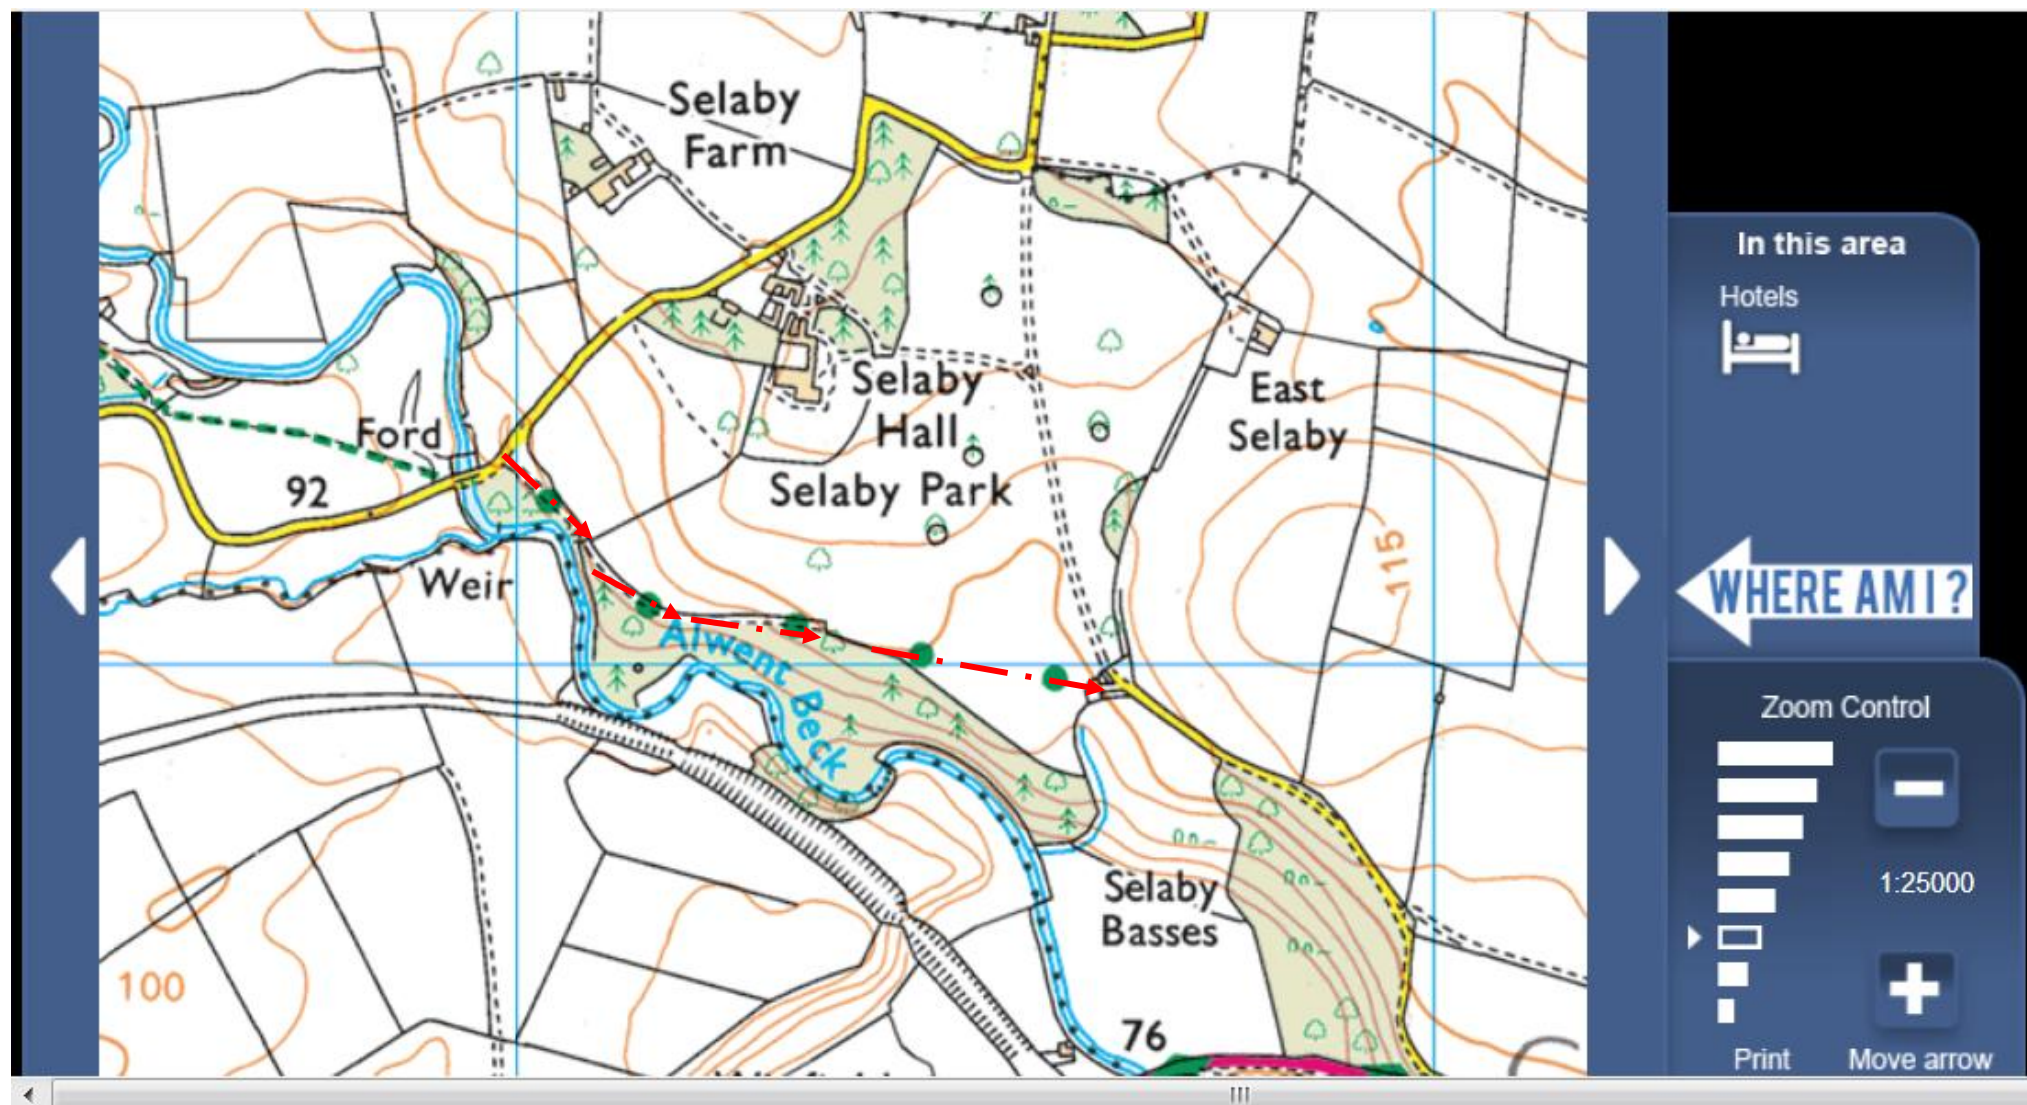 Selaby
Farm
Selaby
Hall
East
Selaby
Selaby Park
Ford
92
Weir
Alwent Beck
115
Selaby
Basses
100
76
In this area
Hotels
WHERE AM I ?
Zoom Control
1:25000
Print
Move arrow